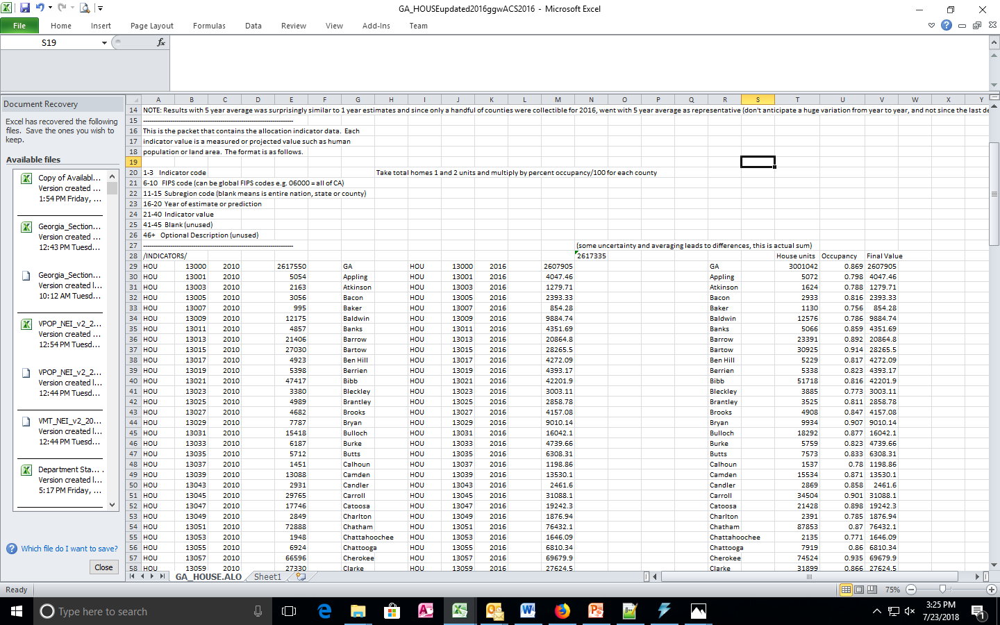 GA_HOUSEupdated2016ggwACS2016 - Microsoft Excel
File Home Insert Page Layout Formulas Data Review View Add-Ins Team
S19 fx
Document Recovery
Excel has recovered the following
files. Save the ones you wish to
keep.
Available files
Copy of Availabl...
Version created ...
1:54 PM Friday, ...
Georgia_Section...
Version created ...
12:43 PM Tuesd...
Georgia_Section...
Version created l...
10:12 AM Tuesd...
VPOP_NEI_v2_2...
Version created ...
12:54 PM Tuesd...
VPOP_NEI_v2_2...
Version created l...
12:44 PM Tuesd...
VMT_NEI_v2_20...
Version created l...
12:44 PM Tuesd...
Department Sta...
Version created l...
5:17 PM Friday, ...
Which file do I want to save?
Close
A B C D E F G H I J K L M N O P Q R S T U V W X Y
14 NOTE: Results with 5 year average was surprisingly similar to 1 year estimates and since only a handful of counties were collectible for 2016, went with 5 year average as representative (don't anticipate a huge variation from year to year, and not since the last de
15 ------------------------------------------------------------------------
16 This is the packet that contains the allocation indicator data. Each
17 indicator value is a measured or projected value such as human
18 population or land area. The format is as follows.
19
20 1-3 Indicator code Take total homes 1 and 2 units and multiply by percent occupancy/100 for each county
21 6-10 FIPS code (can be global FIPS codes e.g. 06000 = all of CA)
22 11-15 Subregion code (blank means is entire nation, state or county)
23 16-20 Year of estimate or prediction
24 21-40 Indicator value
25 41-45 Blank (unused)
26 46+ Optional Description (unused)
27 ------------------------------------------------------------------------ (some uncertainty and averaging leads to differences, this is actual sum)
28 /INDICATORS/ 2617335 House units Occupancy Final Value
29 HOU 13000 2010 2617550 GA HOU 13000 2016 2607905 GA 3001042 0.869 2607905
30 HOU 13001 2010 5054 Appling HOU 13001 2016 4047.46 Appling 5072 0.798 4047.46
31 HOU 13003 2010 2163 Atkinson HOU 13003 2016 1279.71 Atkinson 1624 0.788 1279.71
32 HOU 13005 2010 3056 Bacon HOU 13005 2016 2393.33 Bacon 2933 0.816 2393.33
33 HOU 13007 2010 995 Baker HOU 13007 2016 854.28 Baker 1130 0.756 854.28
34 HOU 13009 2010 12175 Baldwin HOU 13009 2016 9884.74 Baldwin 12576 0.786 9884.74
35 HOU 13011 2010 4857 Banks HOU 13011 2016 4351.69 Banks 5066 0.859 4351.69
36 HOU 13013 2010 21406 Barrow HOU 13013 2016 20864.8 Barrow 23391 0.892 20864.8
37 HOU 13015 2010 27030 Bartow HOU 13015 2016 28265.5 Bartow 30925 0.914 28265.5
38 HOU 13017 2010 4923 Ben Hill HOU 13017 2016 4272.09 Ben Hill 5229 0.817 4272.09
39 HOU 13019 2010 5398 Berrien HOU 13019 2016 4393.17 Berrien 5338 0.823 4393.17
40 HOU 13021 2010 47417 Bibb HOU 13021 2016 42201.9 Bibb 51718 0.816 42201.9
41 HOU 13023 2010 3380 Bleckley HOU 13023 2016 3003.11 Bleckley 3885 0.773 3003.11
42 HOU 13025 2010 4989 Brantley HOU 13025 2016 2858.78 Brantley 3525 0.811 2858.78
43 HOU 13027 2010 4682 Brooks HOU 13027 2016 4157.08 Brooks 4908 0.847 4157.08
44 HOU 13029 2010 7787 Bryan HOU 13029 2016 9010.14 Bryan 9934 0.907 9010.14
45 HOU 13031 2010 15418 Bulloch HOU 13031 2016 16042.1 Bulloch 18292 0.877 16042.1
46 HOU 13033 2010 6187 Burke HOU 13033 2016 4739.66 Burke 5759 0.823 4739.66
47 HOU 13035 2010 5712 Butts HOU 13035 2016 6308.31 Butts 7573 0.833 6308.31
48 HOU 13037 2010 1451 Calhoun HOU 13037 2016 1198.86 Calhoun 1537 0.78 1198.86
49 HOU 13039 2010 13088 Camden HOU 13039 2016 13530.1 Camden 15534 0.871 13530.1
50 HOU 13043 2010 2931 Candler HOU 13043 2016 2461.6 Candler 2869 0.858 2461.6
51 HOU 13045 2010 29765 Carroll HOU 13045 2016 31088.1 Carroll 34504 0.901 31088.1
52 HOU 13047 2010 17746 Catoosa HOU 13047 2016 19242.3 Catoosa 21428 0.898 19242.3
53 HOU 13049 2010 2849 Charlton HOU 13049 2016 1876.94 Charlton 2391 0.785 1876.94
54 HOU 13051 2010 72888 Chatham HOU 13051 2016 76432.1 Chatham 87853 0.87 76432.1
55 HOU 13053 2010 1948 Chattahoochee HOU 13053 2016 1646.09 Chattahoochee 2135 0.771 1646.09
56 HOU 13055 2010 6924 Chattooga HOU 13055 2016 6810.34 Chattooga 7919 0.86 6810.34
57 HOU 13057 2010 66596 Cherokee HOU 13057 2016 69679.9 Cherokee 74524 0.935 69679.9
58 HOU 13059 2010 27330 Clarke HOU 13059 2016 27624.5 Clarke 31899 0.866 27624.5
GA_HOUSE.ALO Sheet1
Ready 75%
Type here to search
3:25 PM
7/23/2018
1